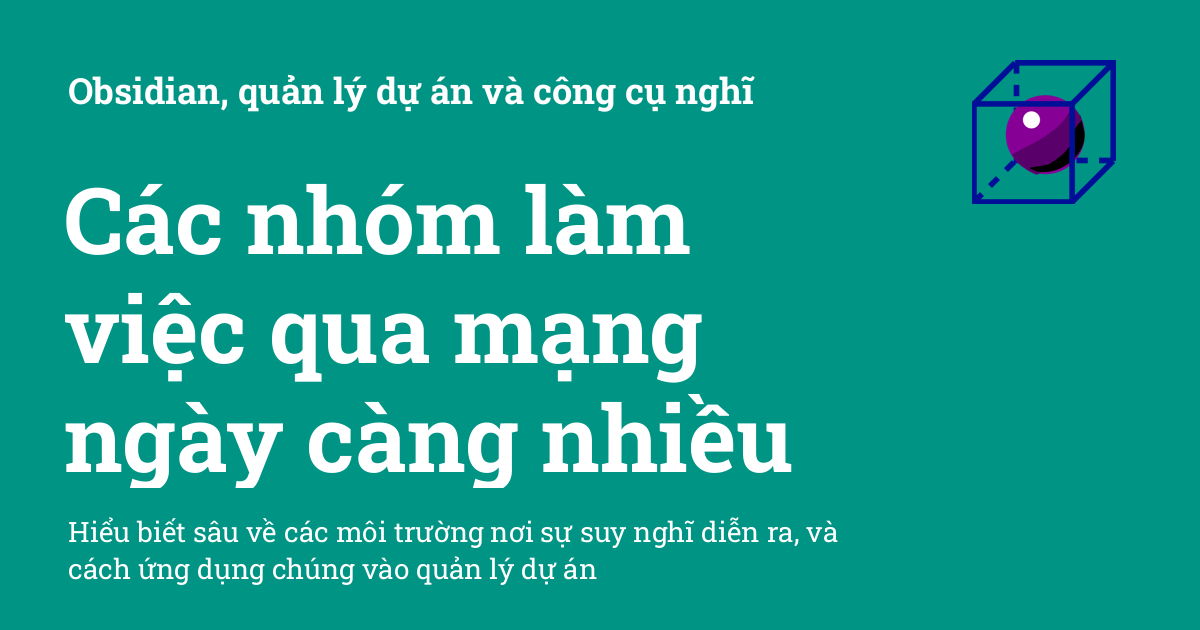 Obsidian, quản lý dự án và công cụ nghĩ
Các nhóm làm
việc qua mạng
ngày càng nhiều
Hiểu biết sâu về các môi trường nơi sự suy nghĩ diễn ra, và
cách ứng dụng chúng vào quản lý dự án